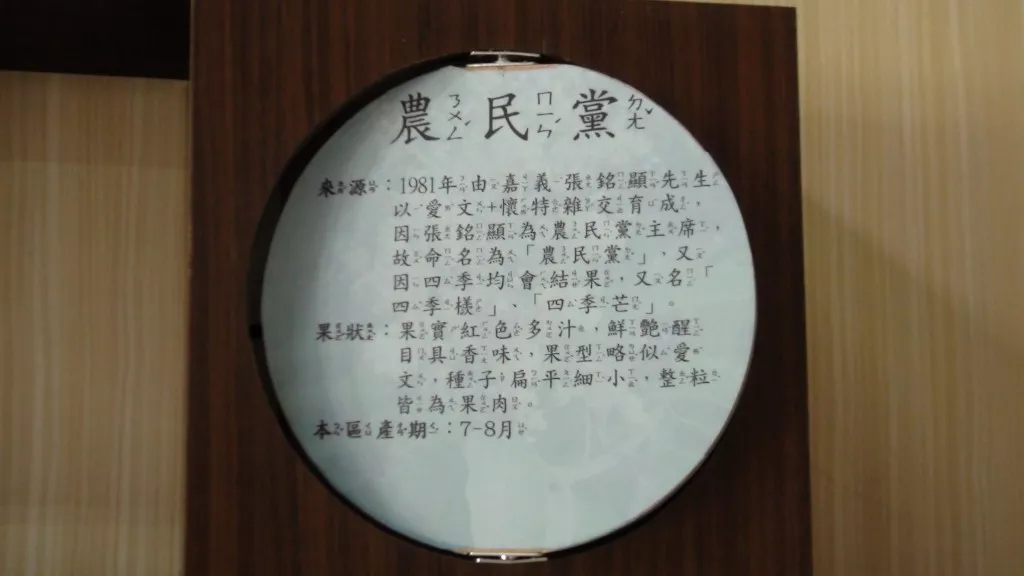 農民黨
來源：1981年由嘉義張銘顯先生
以愛文+懷特雜交育成，
因張銘顯為農民黨主席，
故命名為「農民黨」、又
因四季均會結果，又名「
四季檨」、「四季芒」。
果狀：果實紅色多汁，鮮艷醒
目具香味，果型略似愛
文，種子扁平細小，整粒
皆為果肉。
本區產期：7-8月